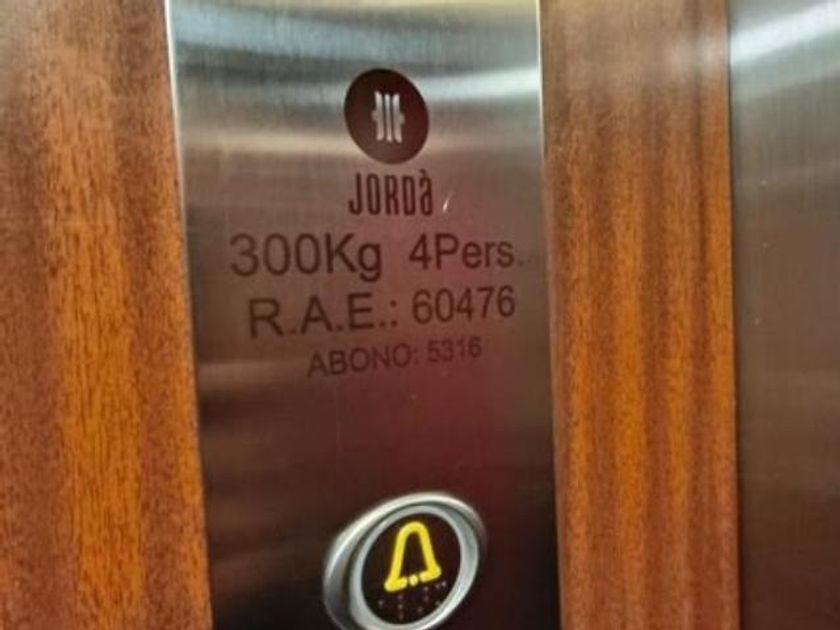 JORDà
300Kg 4Pers.
R.A.E.: 60476
ABONO: 5316